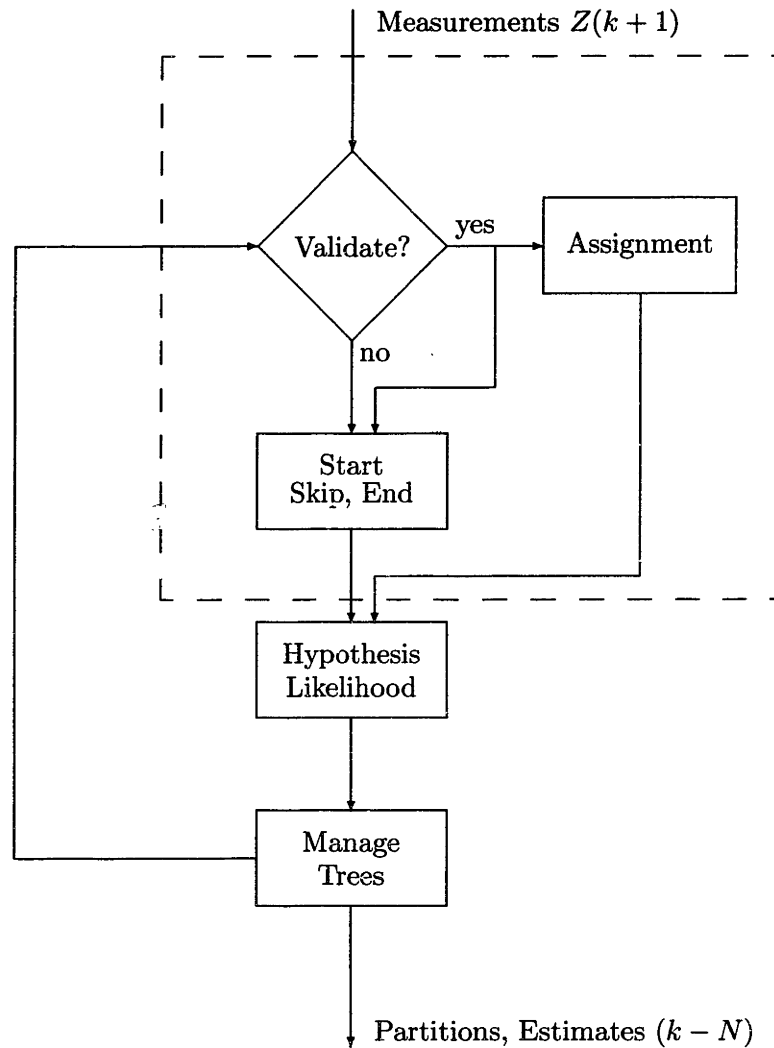 Measurements Z(k + 1)
Validate?
yes
Assignment
no
Start
Skip, End
Hypothesis
Likelihood
Manage
Trees
Partitions, Estimates (k − N)